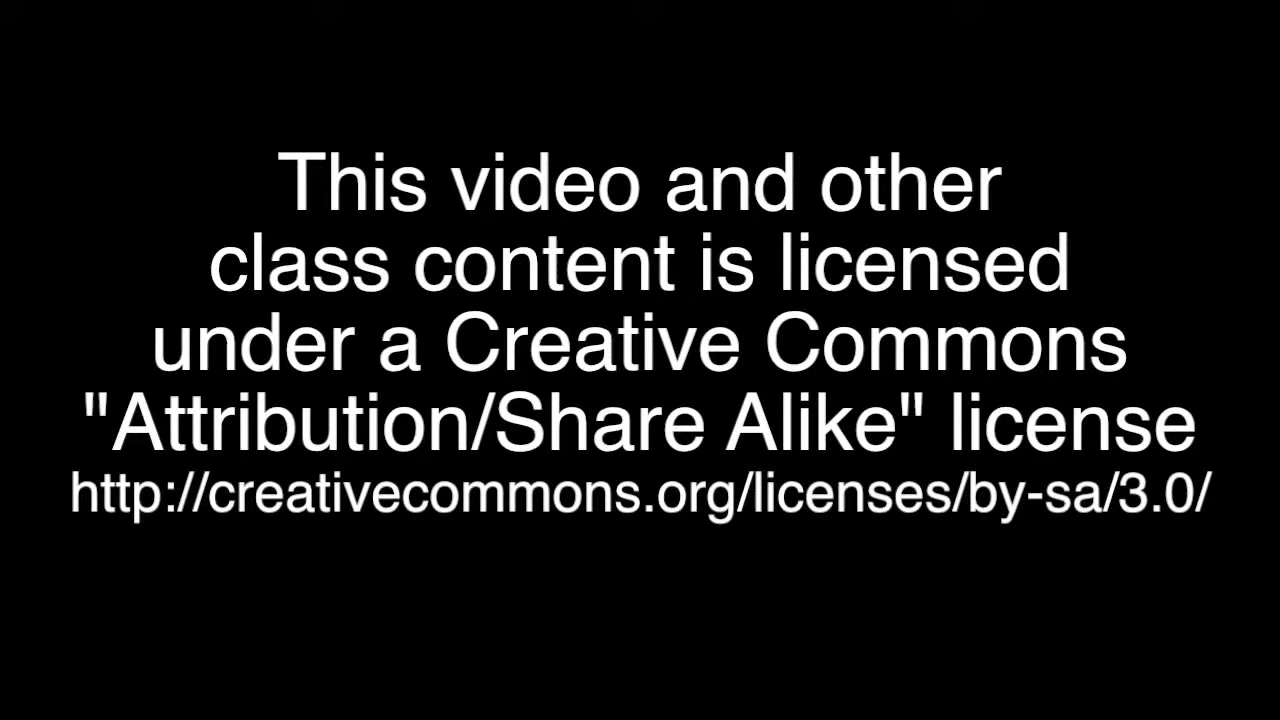 This video and other
class content is licensed
under a Creative Commons
"Attribution/Share Alike" license
http://creativecommons.org/licenses/by-sa/3.0/